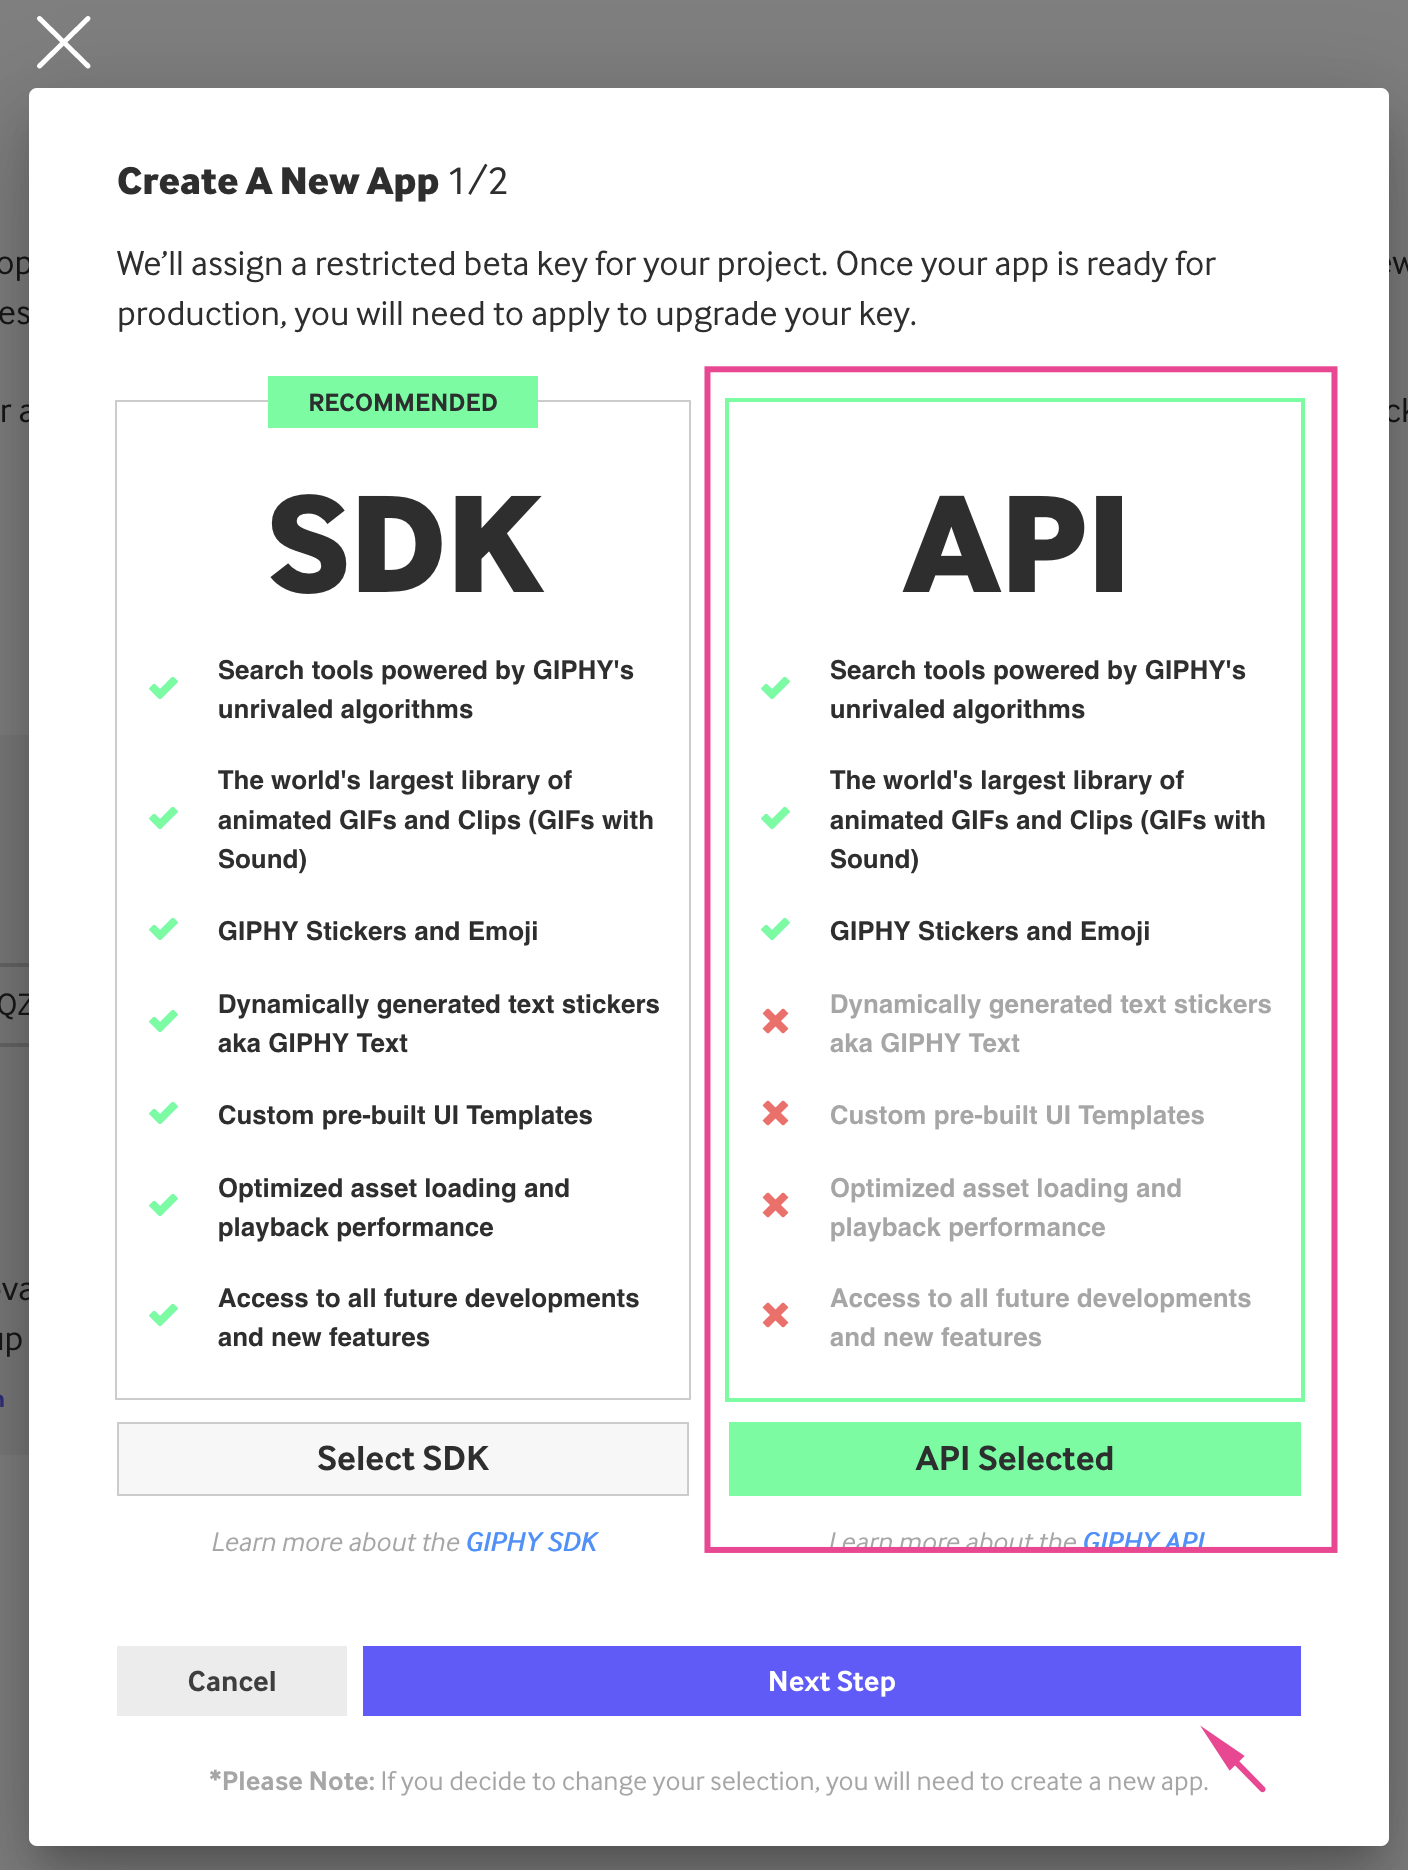 Create A New App 1/2
We'll assign a restricted beta key for your project. Once your app is ready for
production, you will need to apply to upgrade your key.
RECOMMENDED
SDK
Search tools powered by GIPHY's
unrivaled algorithms
The world's largest library of
animated GIFs and Clips (GIFs with
Sound)
GIPHY Stickers and Emoji
Dynamically generated text stickers
aka GIPHY Text
Custom pre-built UI Templates
Optimized asset loading and
playback performance
Access to all future developments
and new features
Select SDK
Learn more about the GIPHY SDK
API
Search tools powered by GIPHY's
unrivaled algorithms
The world's largest library of
animated GIFs and Clips (GIFs with
Sound)
GIPHY Stickers and Emoji
Dynamically generated text stickers
aka GIPHY Text
Custom pre-built UI Templates
Optimized asset loading and
playback performance
Access to all future developments
and new features
API Selected
Learn more about the GIPHY API
Cancel
Next Step
*Please Note: If you decide to change your selection, you will need to create a new app.